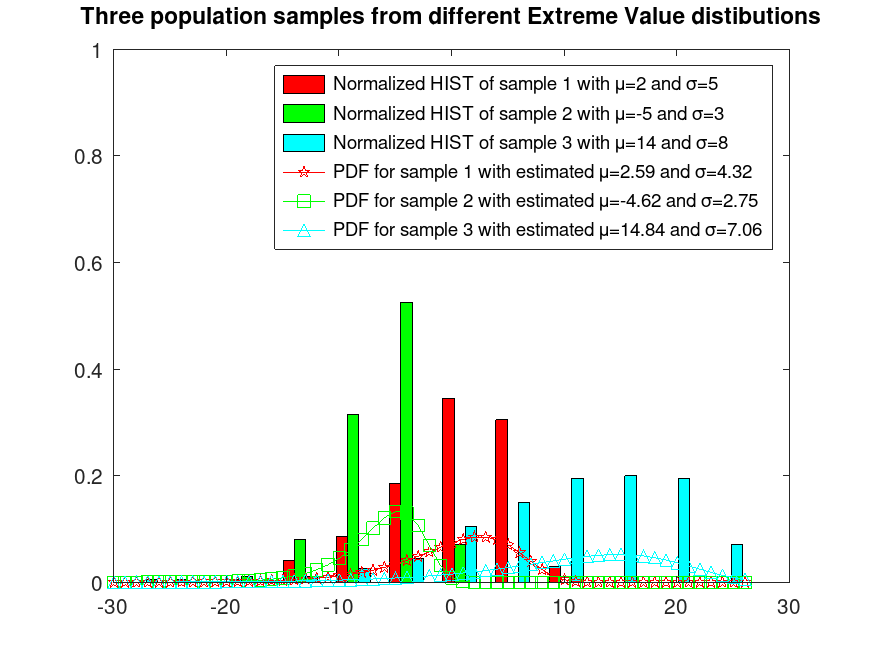 Three population samples from different Extreme Value distibutions
1
0.8
0.6
0.4
0.2
0
-30
-20
-10
0
10
20
30
Normalized HIST of sample 1 with μ=2 and σ=5
Normalized HIST of sample 2 with μ=-5 and σ=3
Normalized HIST of sample 3 with μ=14 and σ=8
PDF for sample 1 with estimated μ=2.59 and σ=4.32
PDF for sample 2 with estimated μ=-4.62 and σ=2.75
PDF for sample 3 with estimated μ=14.84 and σ=7.06